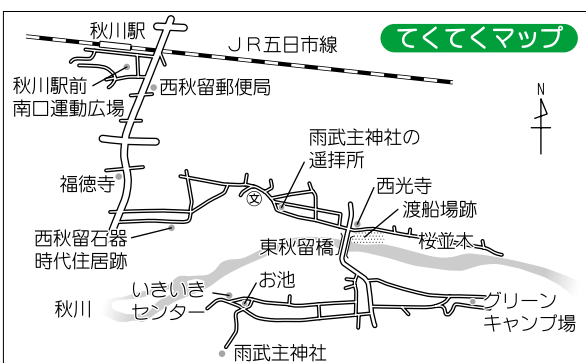 てくてくマップ
秋川駅
JR五日市線
秋川駅前
南口運動広場
西秋留郵便局
N
雨武主神社の
遥拝所
福徳寺
文
西光寺
渡船場跡
西秋留石器
時代住居跡
東秋留橋
桜並木
お池
いきいき
センター
秋川
グリーン
キャンプ場
雨武主神社